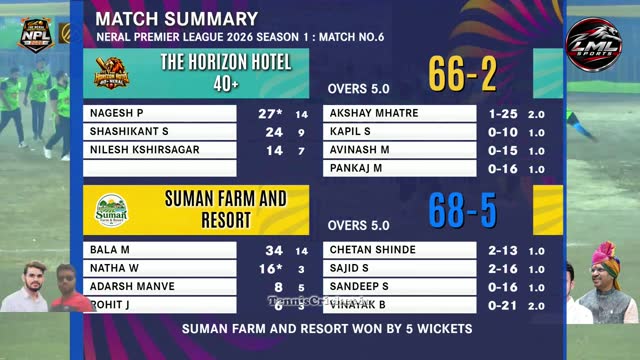 MATCH SUMMARY
NERAL PREMIER LEAGUE 2026 SEASON 1 : MATCH NO.6
NPL
LML
SPORTS
THE HORIZON HOTEL
40+
OVERS 5.0
66-2
NAGESH P 27* 14
SHASHIKANT S 24 9
NILESH KSHIRSAGAR 14 7
AKSHAY MHATRE 1-25 2.0
KAPIL S 0-10 1.0
AVINASH M 0-15 1.0
PANKAJ M 0-16 1.0
Suman
SUMAN FARM AND
RESORT
OVERS 5.0
68-5
BALA M 34 14
NATHA W 16* 3
ADARSH MANVE 8 5
ROHIT J 6 3
CHETAN SHINDE 2-13 1.0
SAJID S 2-16 1.0
SANDEEP S 0-16 1.0
VINAYAK B 0-21 2.0
SUMAN FARM AND RESORT WON BY 5 WICKETS